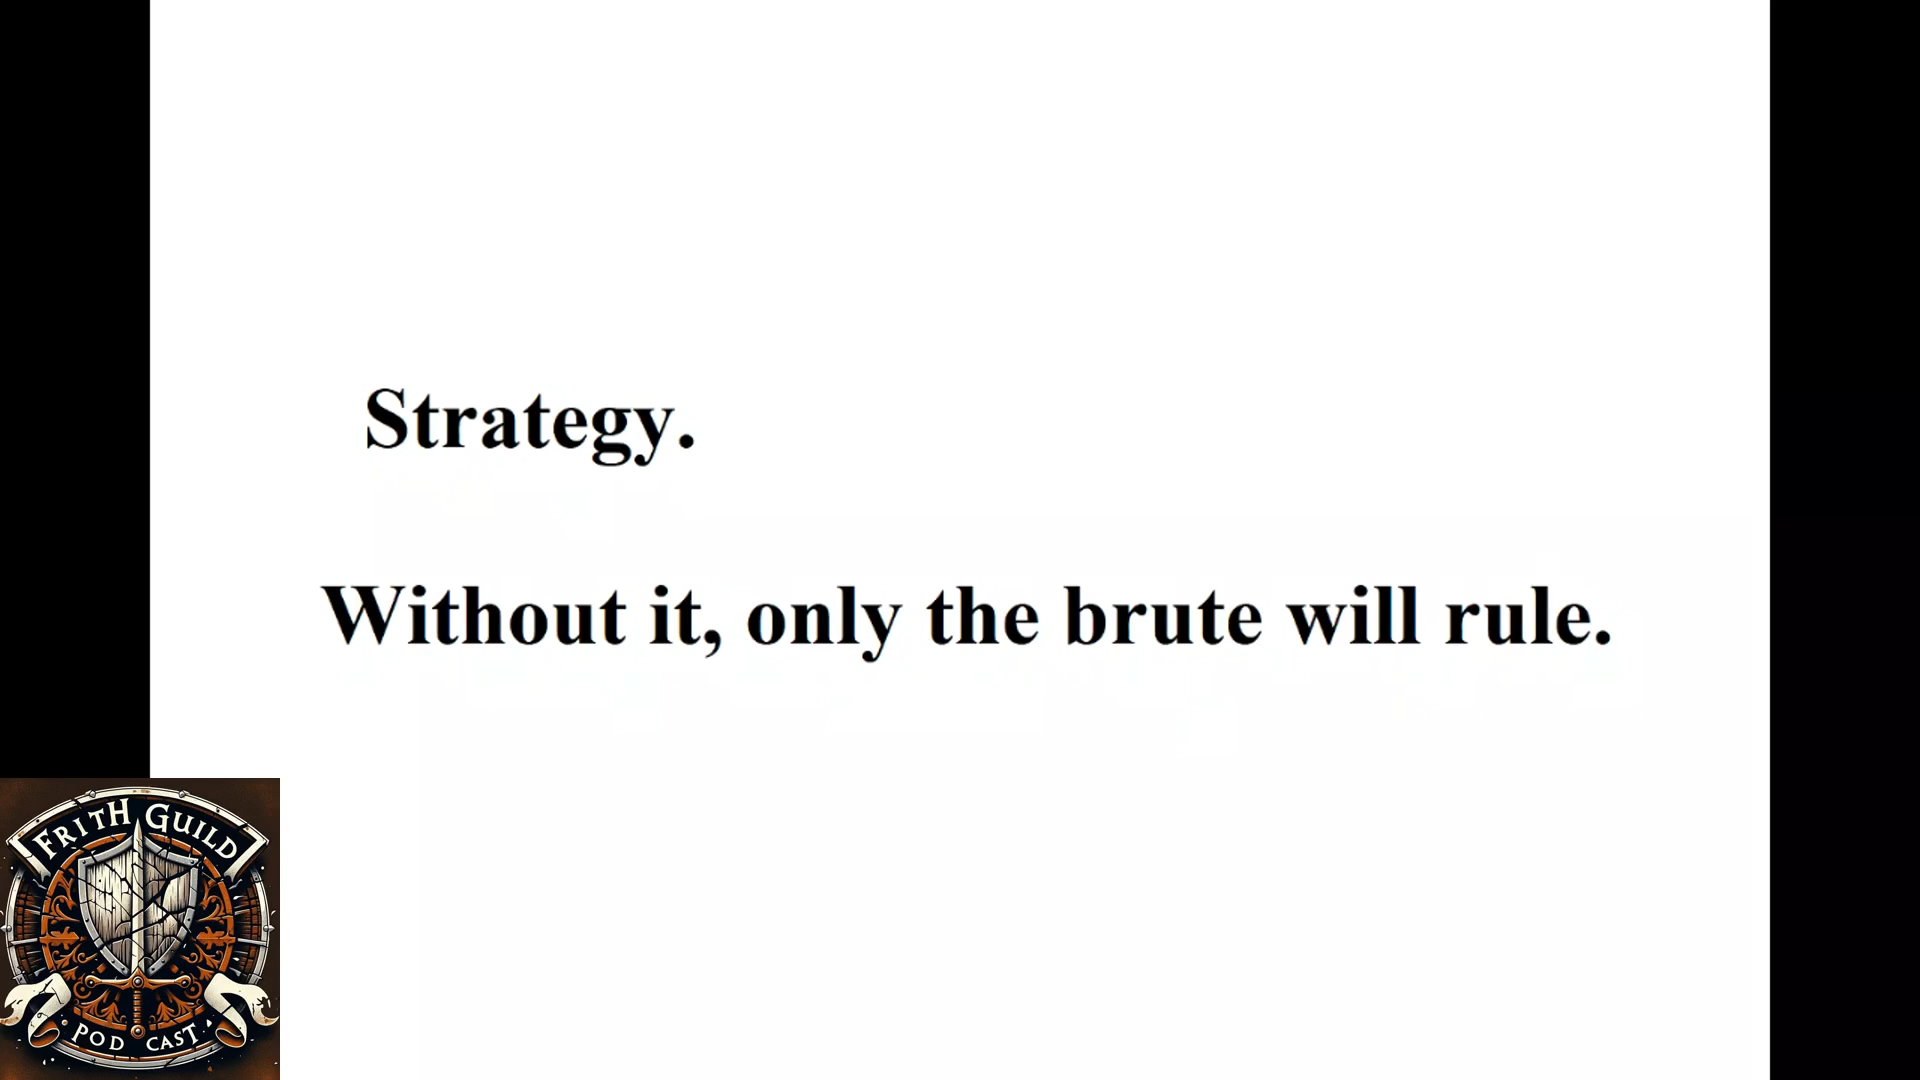 Strategy.
Without it, only the brute will rule.
FRITH GUILD
POD CAST